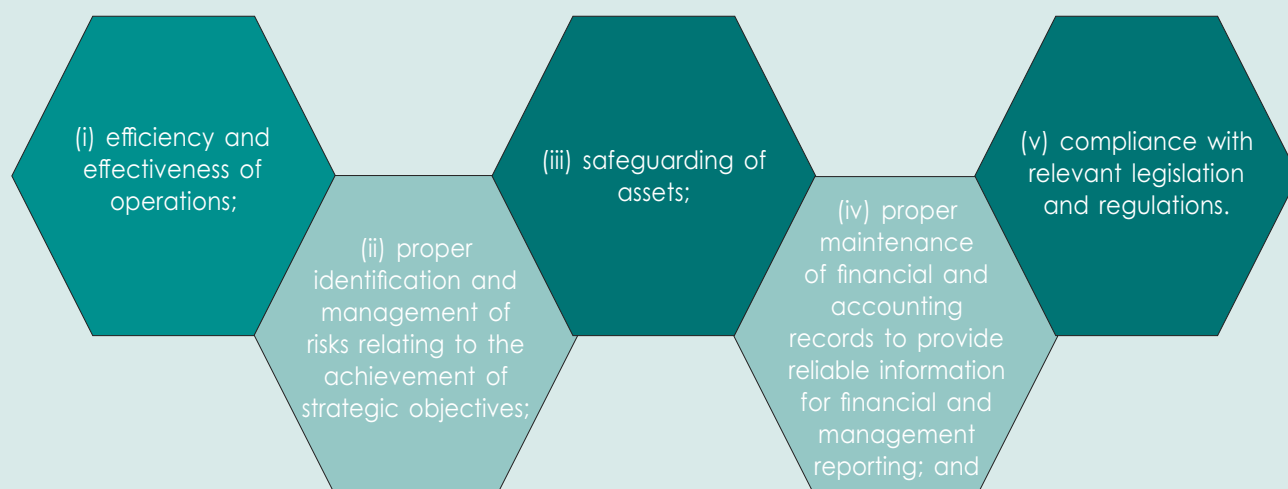 (i) efficiency and
effectiveness of
operations;
(ii) proper
identification and
management of
risks relating to the
achievement of
strategic objectives;
(iii) safeguarding of
assets;
(iv) proper
maintenance
of financial and
accounting
records to provide
reliable information
for financial and
management
reporting; and
(v) compliance with
relevant legislation
and regulations.